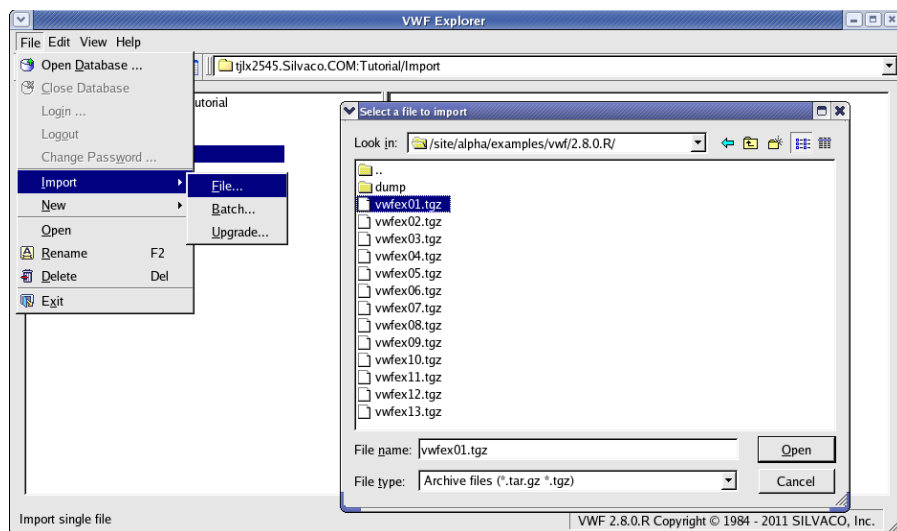 VWF Explorer
File Edit View Help
Open Database ...
tjlx2545.Silvaco.COM:Tutorial/Import
Close Database
utorial
Login ...
Logout
Change Password ...
Import
New
Open
Rename F2
Delete Del
Exit
File...
Batch...
Upgrade...
Select a file to import
Look in: /site/alpha/examples/vwf/2.8.0.R/
..
dump
vwfex01.tgz
vwfex02.tgz
vwfex03.tgz
vwfex04.tgz
vwfex05.tgz
vwfex06.tgz
vwfex07.tgz
vwfex08.tgz
vwfex09.tgz
vwfex10.tgz
vwfex11.tgz
vwfex12.tgz
vwfex13.tgz
File name: vwfex01.tgz
Open
File type: Archive files (*.tar.gz *.tgz)
Cancel
Import single file
VWF 2.8.0.R Copyright © 1984 - 2011 SILVACO, Inc.